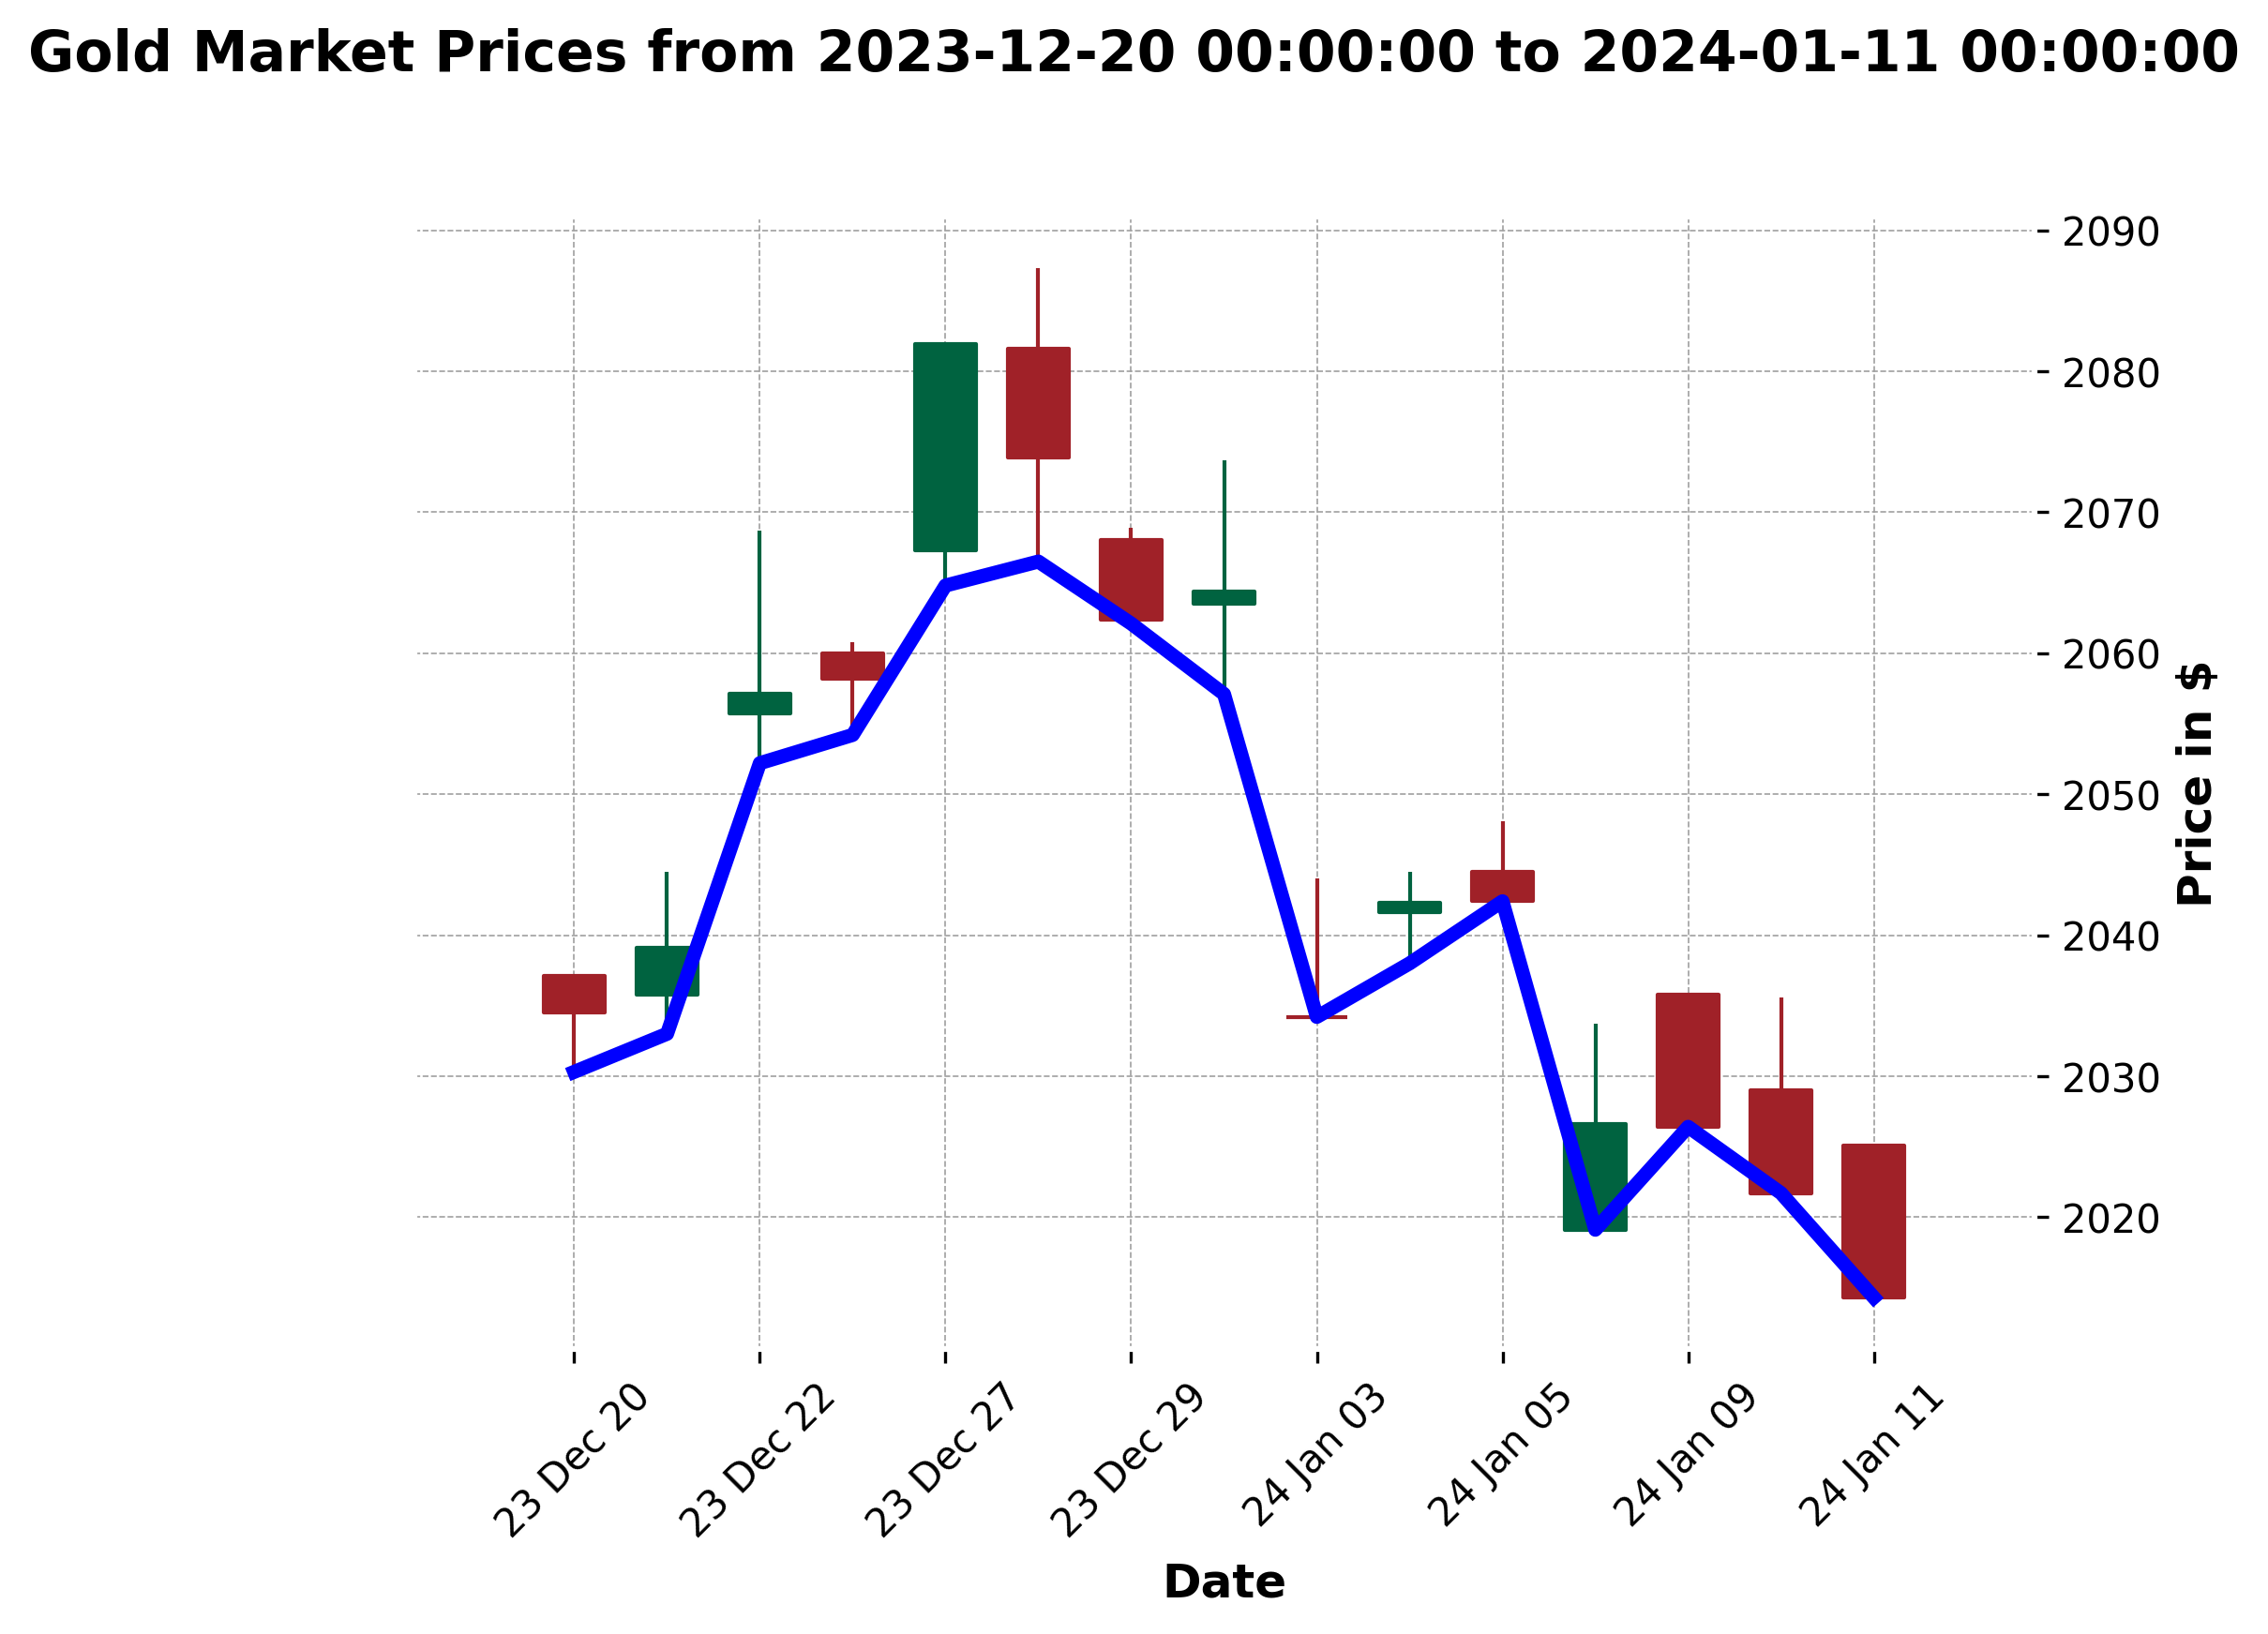 Gold Market Prices from 2023-12-20 00:00:00 to 2024-01-11 00:00:00
2090
2080
2070
2060
2050
2040
2030
2020
Price in $
23 Dec 20
23 Dec 22
23 Dec 27
23 Dec 29
24 Jan 03
24 Jan 05
24 Jan 09
24 Jan 11
Date